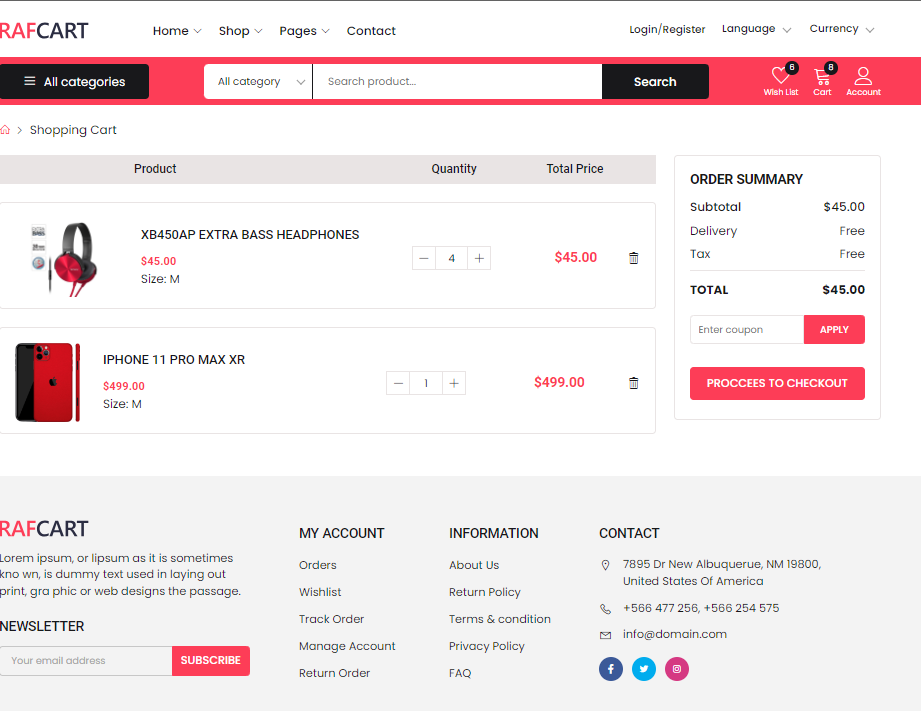 RAFCART
Home Shop Pages Contact
Login/Register Language Currency
All categories
All category
Search product...
Search
6
Wish List
8
Cart
Account
Shopping Cart
Product Quantity Total Price
XB450AP EXTRA BASS HEADPHONES
$45.00
Size: M
4
$45.00
IPHONE 11 PRO MAX XR
$499.00
Size: M
1
$499.00
ORDER SUMMARY
Subtotal $45.00
Delivery Free
Tax Free
TOTAL $45.00
Enter coupon APPLY
PROCCEES TO CHECKOUT
RAFCART
Lorem ipsum, or lipsum as it is sometimes
kno wn, is dummy text used in laying out
print, gra phic or web designs the passage.
NEWSLETTER
Your email address SUBSCRIBE
MY ACCOUNT
Orders
Wishlist
Track Order
Manage Account
Return Order
INFORMATION
About Us
Return Policy
Terms & condition
Privacy Policy
FAQ
CONTACT
7895 Dr New Albuquerue, NM 19800,
United States Of America
+566 477 256, +566 254 575
info@domain.com